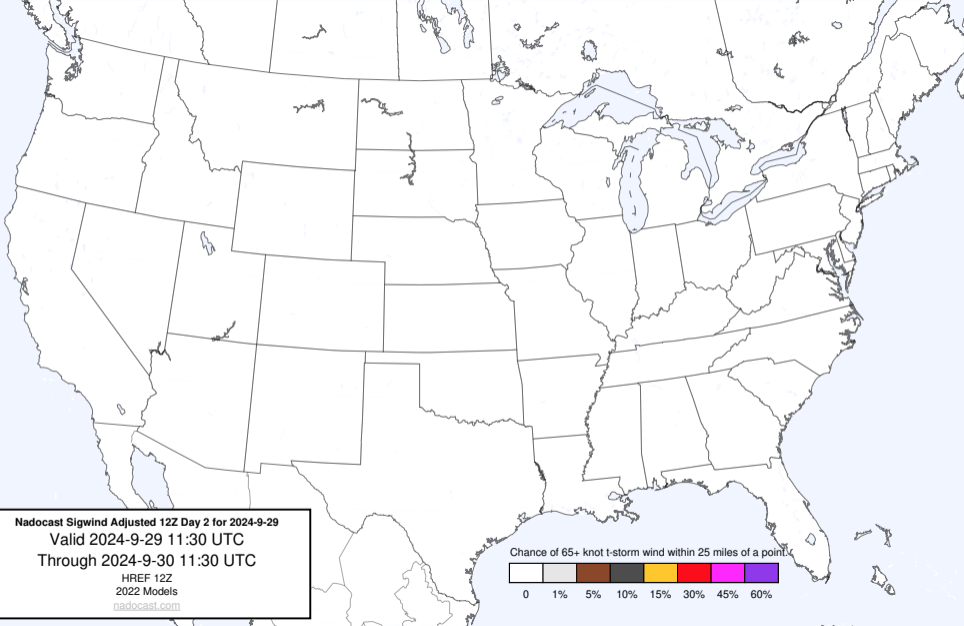 Nadocast Sigwind Adjusted 12Z Day 2 for 2024-9-29
Valid 2024-9-29 11:30 UTC
Through 2024-9-30 11:30 UTC
HREF 12Z
2022 Models
nadocast.com
Chance of 65+ knot t-storm wind within 25 miles of a point.
0 1% 5% 10% 15% 30% 45% 60%